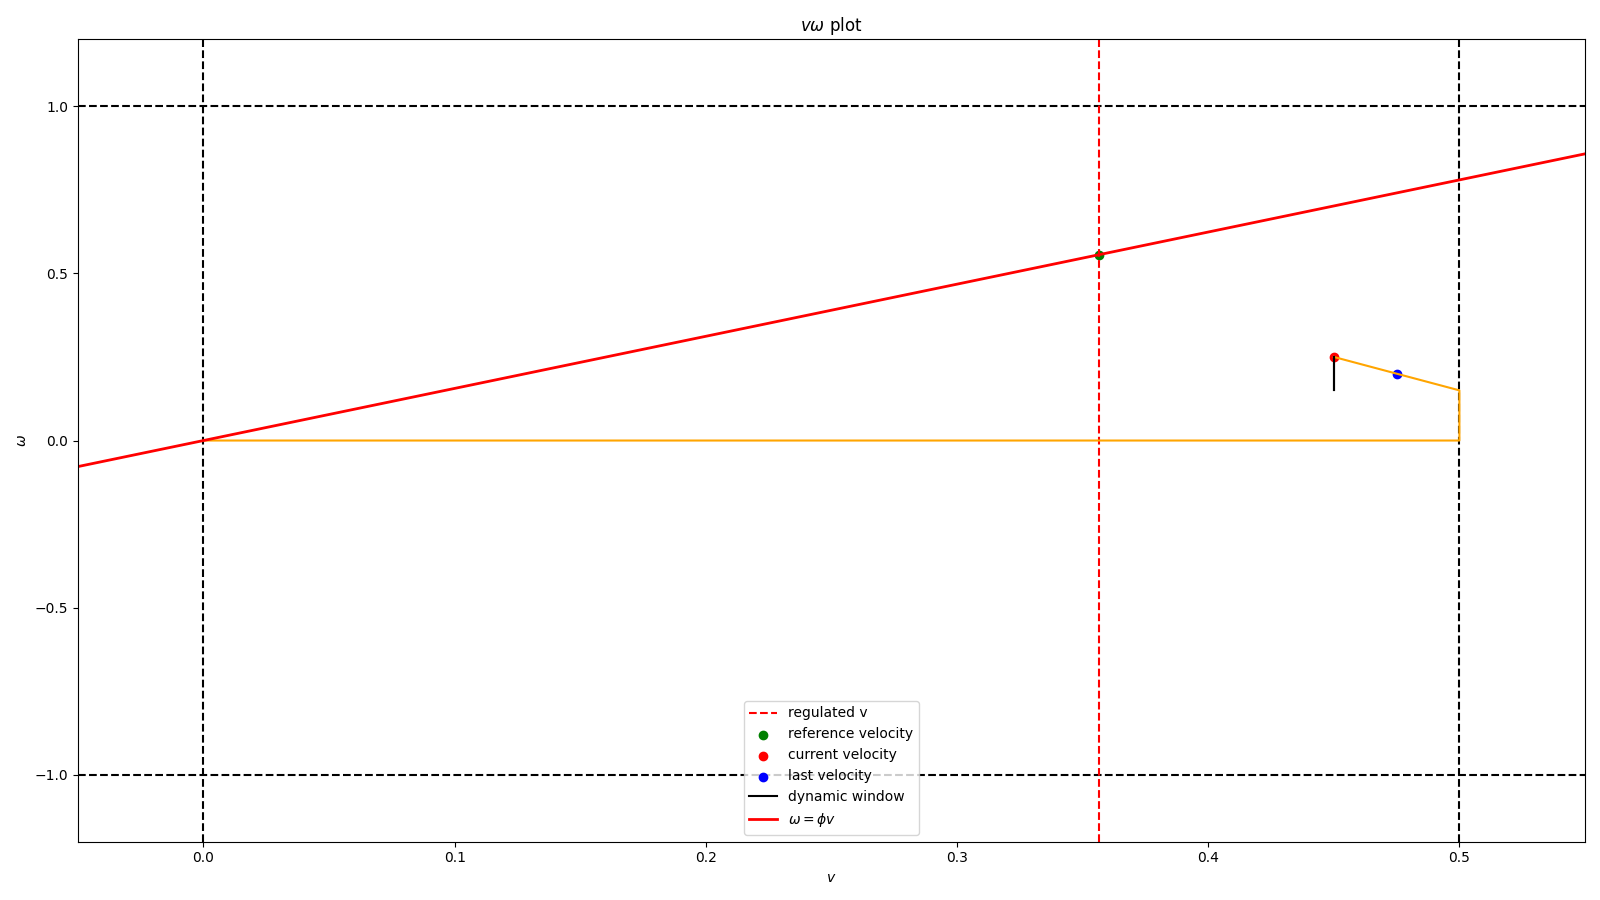 vω plot
1.0
0.5
0.0
−0.5
−1.0
ω
regulated v
reference velocity
current velocity
last velocity
dynamic window
ω = ϕv
0.0 0.1 0.2 0.3 0.4 0.5
v